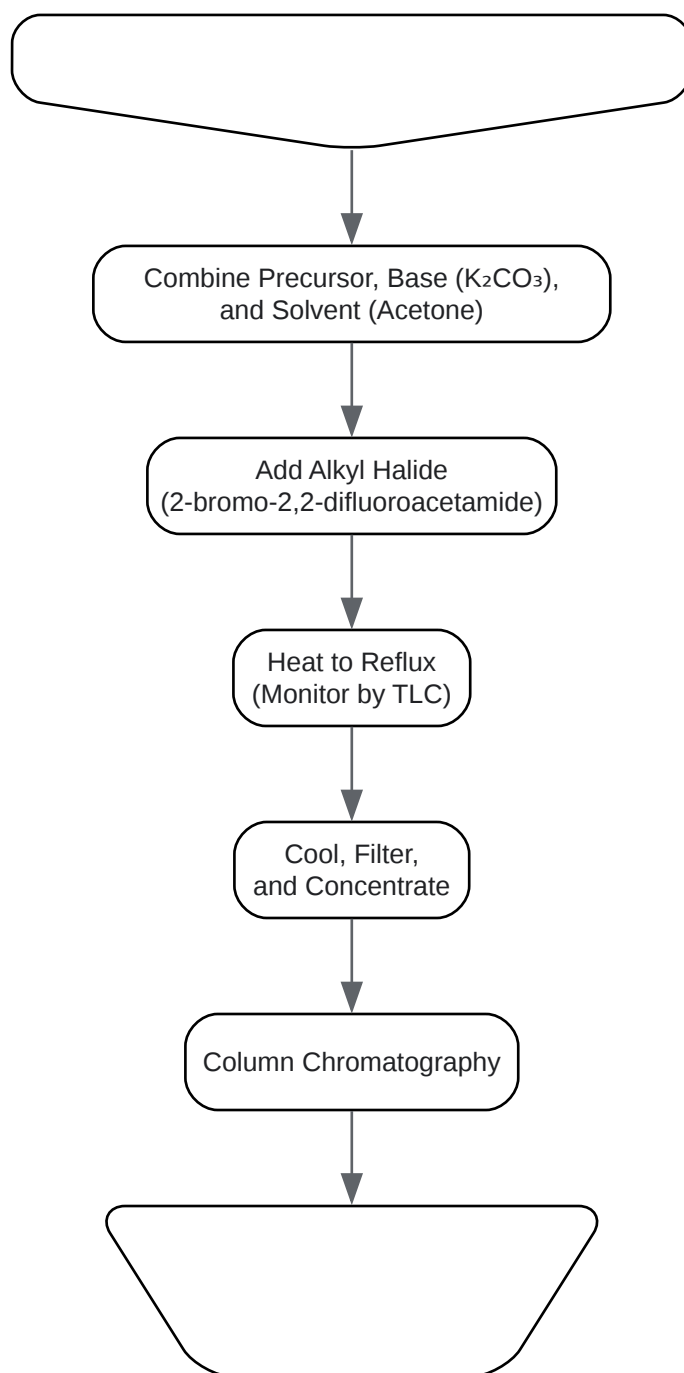 Combine Precursor, Base (K₂CO₃),
and Solvent (Acetone)
Add Alkyl Halide
(2-bromo-2,2-difluoroacetamide)
Heat to Reflux
(Monitor by TLC)
Cool, Filter,
and Concentrate
Column Chromatography